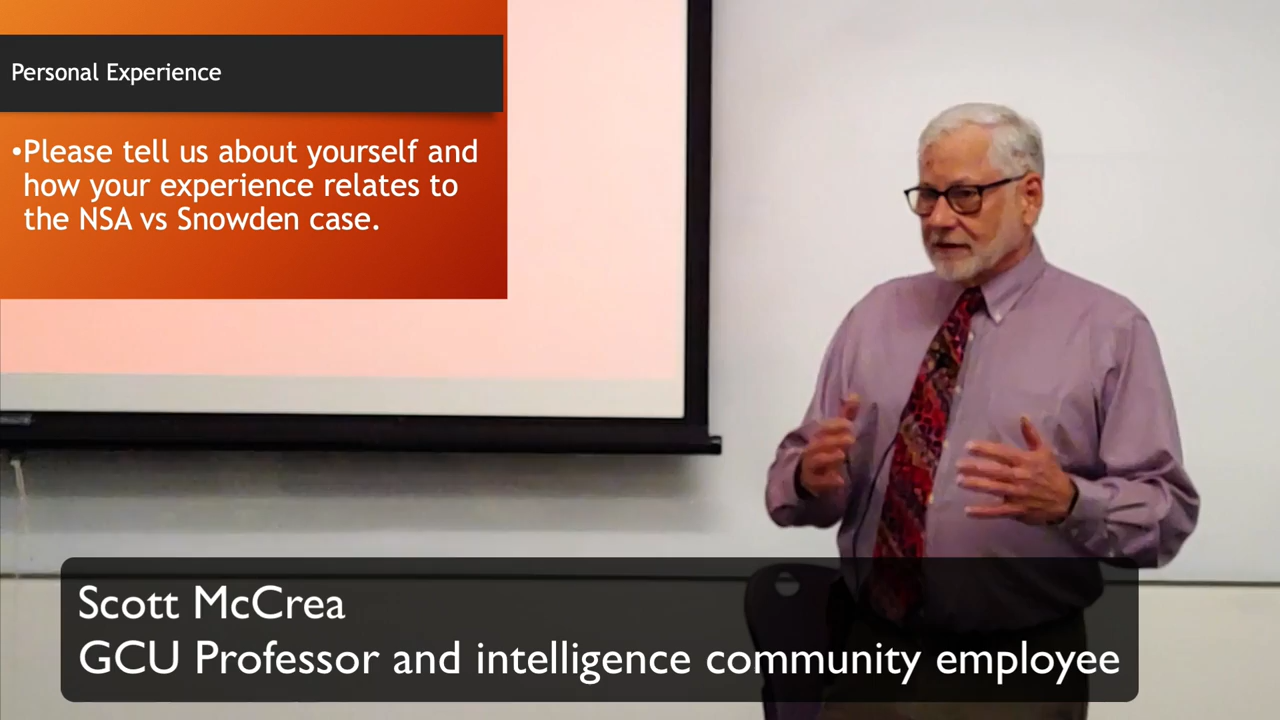 Personal Experience
•Please tell us about yourself and
how your experience relates to
the NSA vs Snowden case.
Scott McCrea
GCU Professor and intelligence community employee